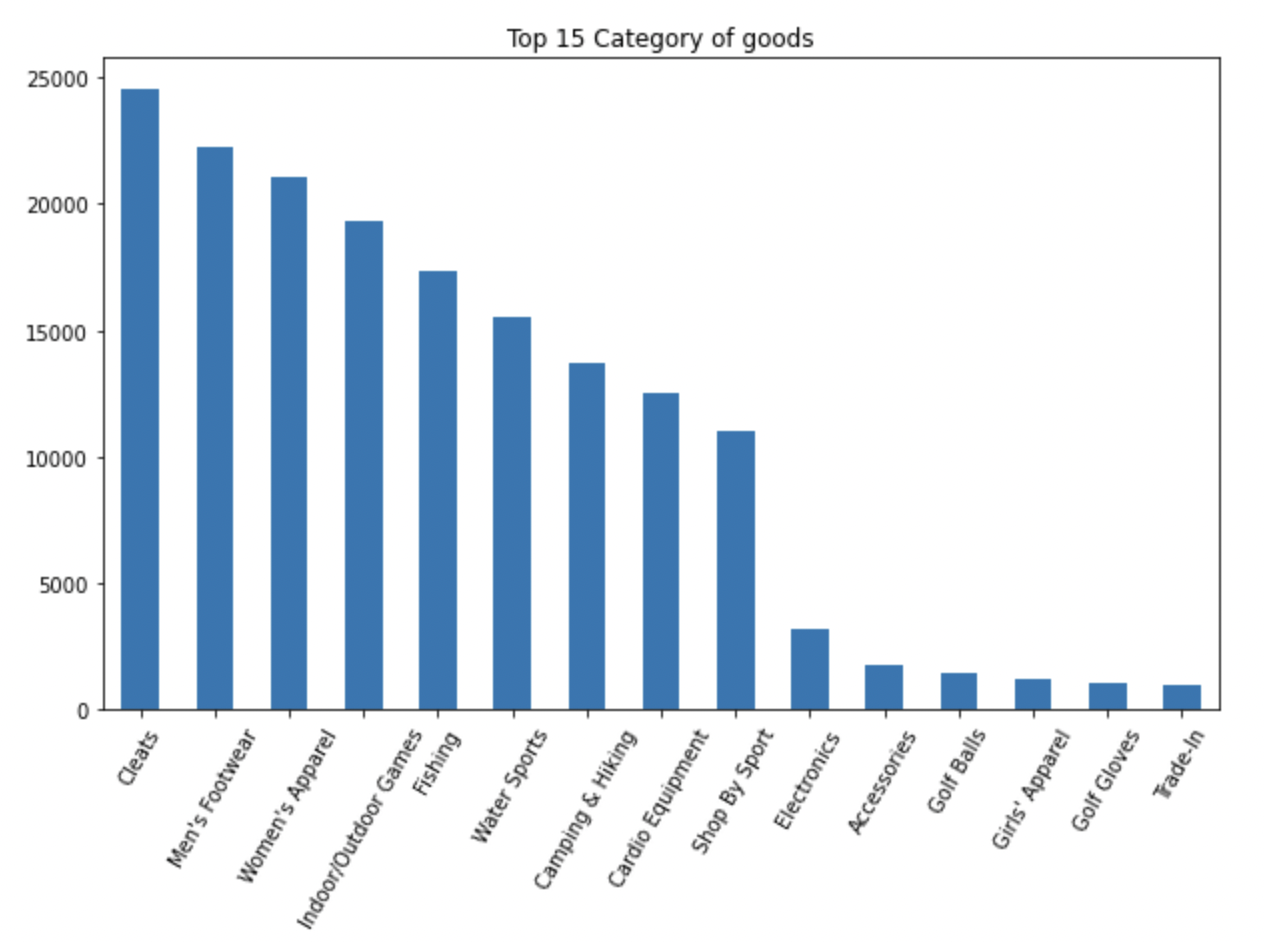 Top 15 Category of goods
25000
20000
15000
10000
5000
0
Cleats
Men's Footwear
Women's Apparel
Indoor/Outdoor Games
Fishing
Water Sports
Camping & Hiking
Cardio Equipment
Shop By Sport
Electronics
Accessories
Golf Balls
Girls' Apparel
Golf Gloves
Trade-In